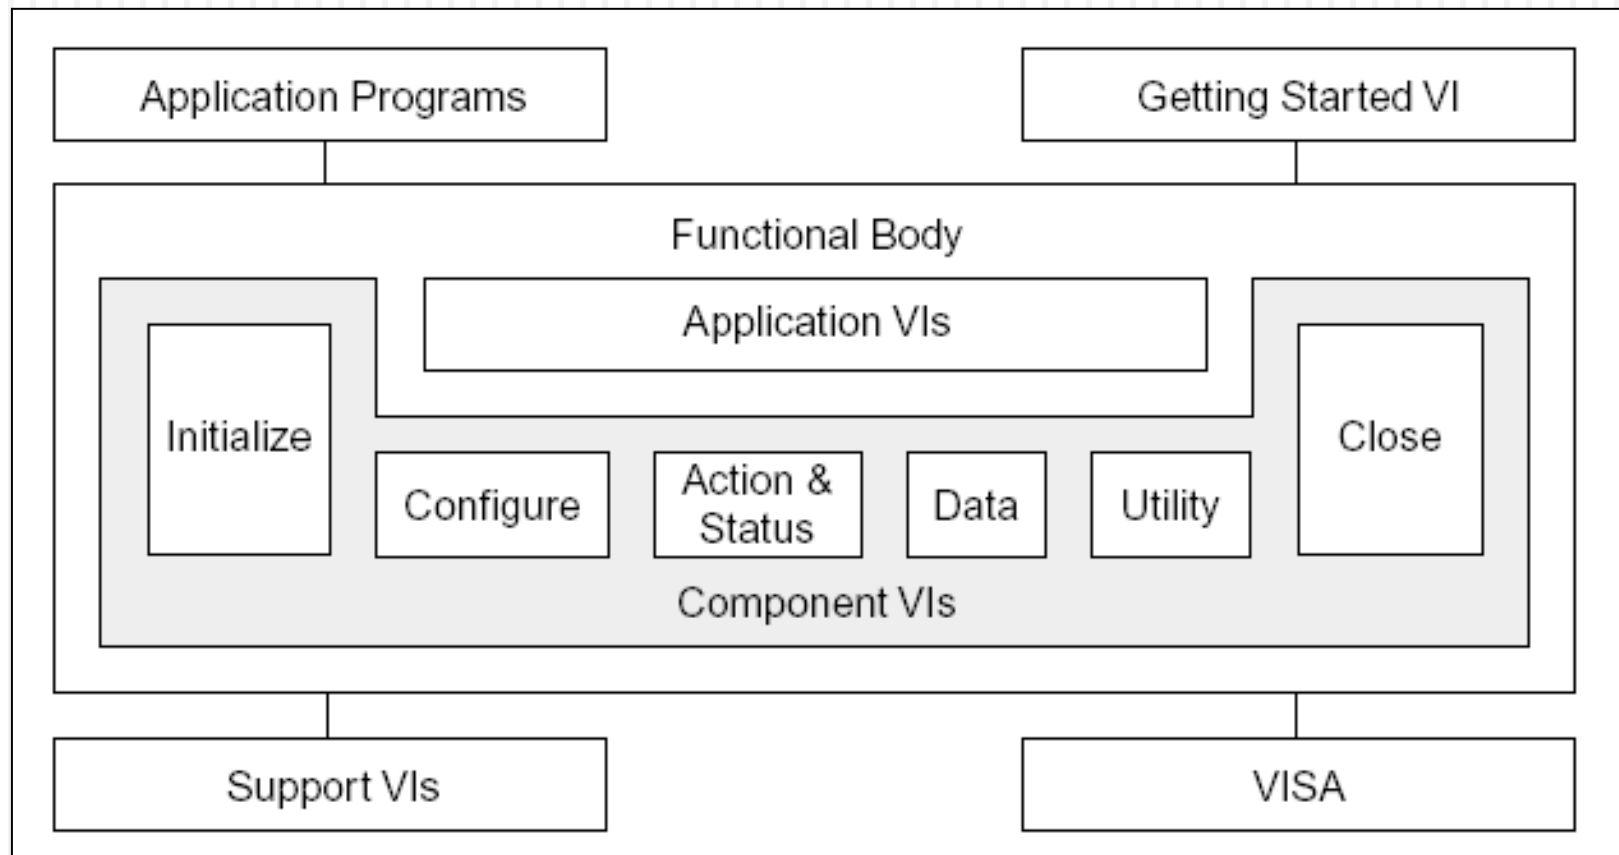 Application Programs
Getting Started VI
Functional Body
Application VIs
Initialize
Close
Configure
Action &
Status
Data
Utility
Component VIs
Support VIs
VISA